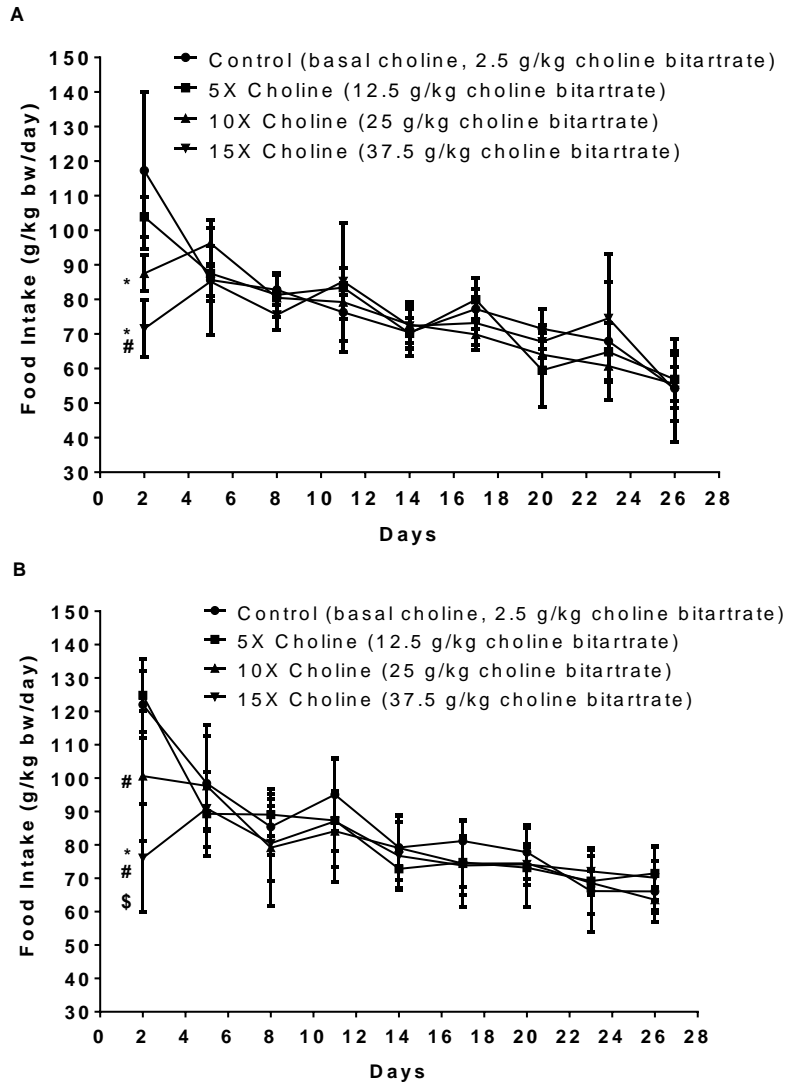 A
Control (basal choline, 2.5 g/kg choline bitartrate)
5X Choline (12.5 g/kg choline bitartrate)
10X Choline (25 g/kg choline bitartrate)
15X Choline (37.5 g/kg choline bitartrate)
Food Intake (g/kg bw/day)
150
140
130
120
110
100
90
80
70
60
50
40
30
*
*
#
0 2 4 6 8 10 12 14 16 18 20 22 24 26 28
Days
B
Control (basal choline, 2.5 g/kg choline bitartrate)
5X Choline (12.5 g/kg choline bitartrate)
10X Choline (25 g/kg choline bitartrate)
15X Choline (37.5 g/kg choline bitartrate)
Food Intake (g/kg bw/day)
150
140
130
120
110
100
90
80
70
60
50
40
30
#
*
#
$
0 2 4 6 8 10 12 14 16 18 20 22 24 26 28
Days